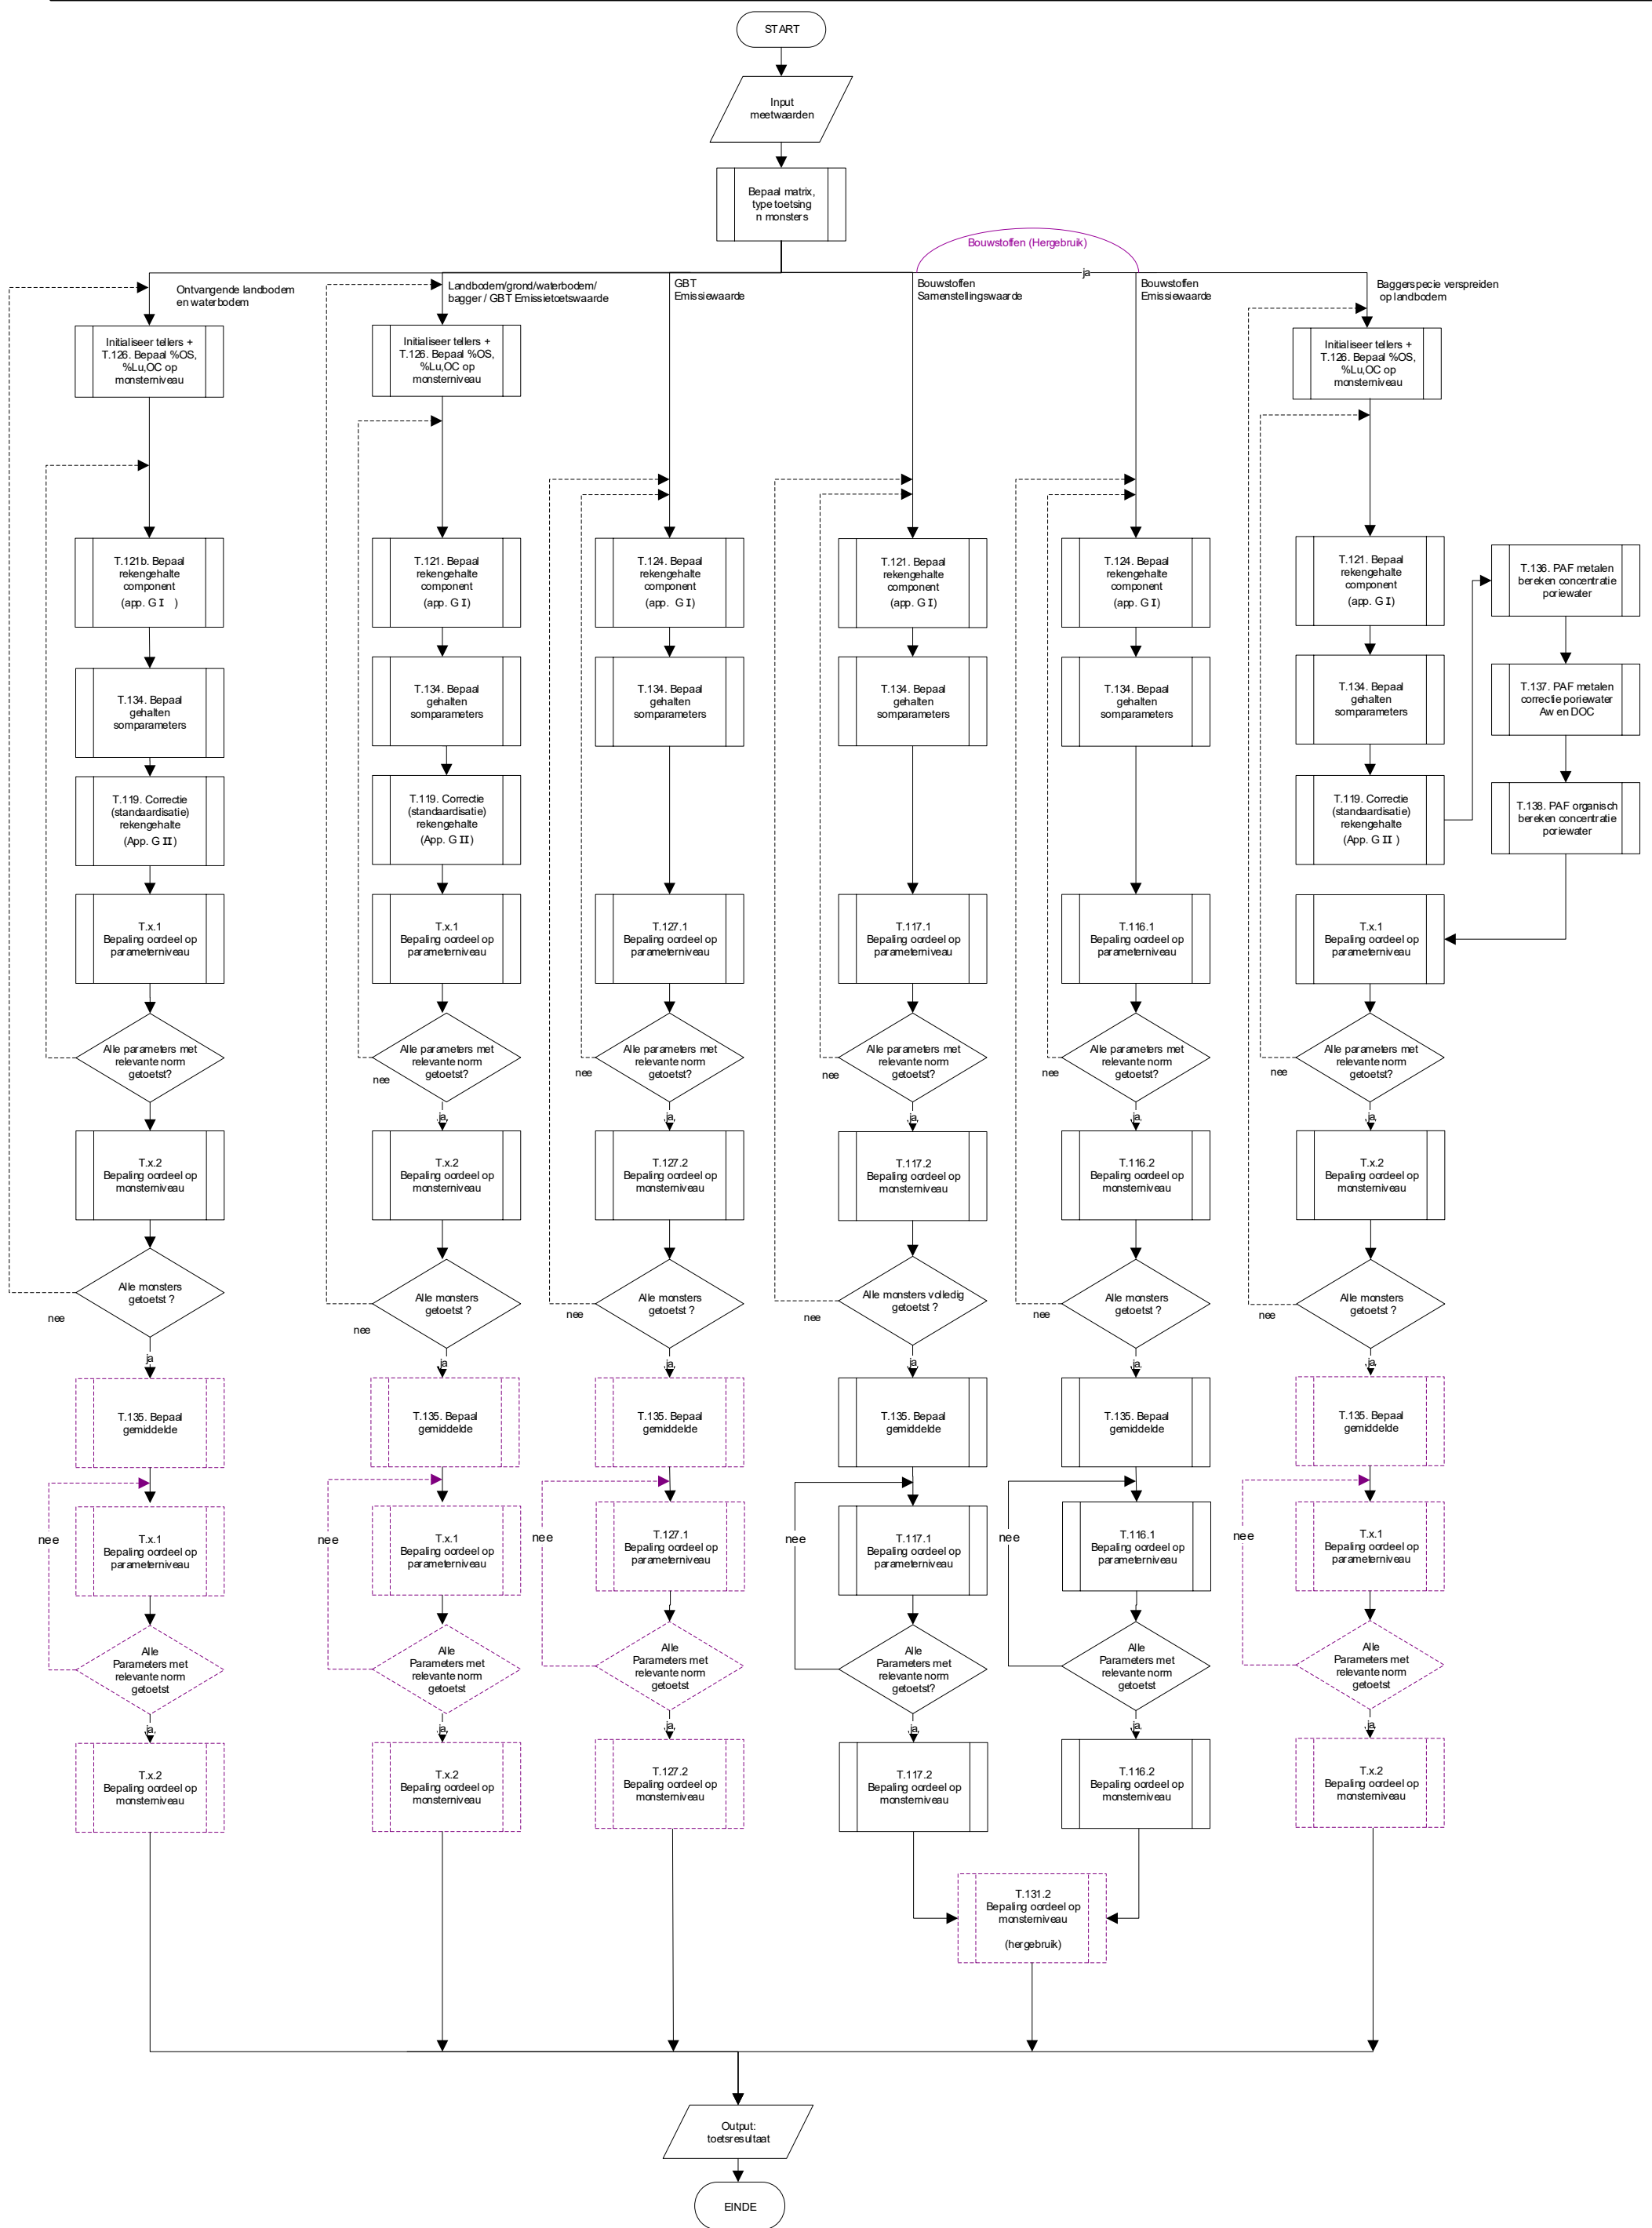 START
Input
meetwaarden
Bepaal matrix,
type toetsing
n monsters
Bouwstoffen (Hergebruik)
ja
Ontvangende landbodem
en waterbodem
Landbodem/grond/waterbodem/
bagger / GBT Emissietoetswaarde
GBT
Emissiewaarde
Bouwstoffen
Samenstellingswaarde
Bouwstoffen
Emissiewaarde
Baggerspecie verspreiden
op landbodem
Initialiseer tellers +
T.126. Bepaal %OS,
%Lu,OC op
monsterniveau
Initialiseer tellers +
T.126. Bepaal %OS,
%Lu,OC op
monsterniveau
Initialiseer tellers +
T.126. Bepaal %OS,
%Lu,OC op
monsterniveau
T.121b. Bepaal
rekengehalte
component
(app. G I )
T.121. Bepaal
rekengehalte
component
(app. G I)
T.124. Bepaal
rekengehalte
component
(app. G I)
T.121. Bepaal
rekengehalte
component
(app. G I)
T.124. Bepaal
rekengehalte
component
(app. G I)
T.121. Bepaal
rekengehalte
component
(app. G I)
T.136. PAF metalen
bereken concentratie
poriewater
T.134. Bepaal
gehalten
somparameters
T.134. Bepaal
gehalten
somparameters
T.134. Bepaal
gehalten
somparameters
T.134. Bepaal
gehalten
somparameters
T.134. Bepaal
gehalten
somparameters
T.134. Bepaal
gehalten
somparameters
T.137. PAF metalen
correctie poriewater
Aw en DOC
T.119. Correctie
(standaardisatie)
rekengehalte
(App. G II)
T.119. Correctie
(standaardisatie)
rekengehalte
(App. G II)
T.119. Correctie
(standaardisatie)
rekengehalte
(App. G II )
T.138. PAF organisch
bereken concentratie
poriewater
T.x.1
Bepaling oordeel op
parameterniveau
T.x.1
Bepaling oordeel op
parameterniveau
T.127.1
Bepaling oordeel op
parameterniveau
T.117.1
Bepaling oordeel op
parameterniveau
T.116.1
Bepaling oordeel op
parameterniveau
T.x.1
Bepaling oordeel op
parameterniveau
Alle parameters met
relevante norm
getoetst?
Alle parameters met
relevante norm
getoetst?
nee
ja,
Alle parameters met
relevante norm
getoetst?
nee
ja,
Alle parameters met
relevante norm
getoetst?
nee
ja,
Alle parameters met
relevante norm
getoetst?
nee
ja,
Alle parameters met
relevante norm
getoetst?
nee
ja,
T.x.2
Bepaling oordeel op
monsterniveau
T.x.2
Bepaling oordeel op
monsterniveau
T.127.2
Bepaling oordeel op
monsterniveau
T.117.2
Bepaling oordeel op
monsterniveau
T.116.2
Bepaling oordeel op
monsterniveau
T.x.2
Bepaling oordeel op
monsterniveau
Alle monsters
getoetst ?
nee
ja
Alle monsters
getoetst ?
nee
ja
Alle monsters
getoetst ?
nee
ja,
Alle monsters volledig
getoetst ?
nee
ja,
Alle monsters
getoetst ?
nee
ja,
Alle monsters
getoetst ?
nee
ja,
T.135. Bepaal
gemiddelde
T.135. Bepaal
gemiddelde
T.135. Bepaal
gemiddelde
T.135. Bepaal
gemiddelde
T.135. Bepaal
gemiddelde
T.135. Bepaal
gemiddelde
nee
T.x.1
Bepaling oordeel op
parameterniveau
nee
T.x.1
Bepaling oordeel op
parameterniveau
nee
T.127.1
Bepaling oordeel op
parameterniveau
nee
T.117.1
Bepaling oordeel op
parameterniveau
nee
T.116.1
Bepaling oordeel op
parameterniveau
nee
T.x.1
Bepaling oordeel op
parameterniveau
Alle
Parameters met
relevante norm
getoetst
ja,
Alle
Parameters met
relevante norm
getoetst
ja,
Alle
Parameters met
relevante norm
getoetst
ja,
Alle
Parameters met
relevante norm
getoetst?
ja,
Alle
Parameters met
relevante norm
getoetst
ja,
Alle
Parameters met
relevante norm
getoetst
ja,
T.x.2
Bepaling oordeel op
monsterniveau
T.x.2
Bepaling oordeel op
monsterniveau
T.127.2
Bepaling oordeel op
monsterniveau
T.117.2
Bepaling oordeel op
monsterniveau
T.116.2
Bepaling oordeel op
monsterniveau
T.x.2
Bepaling oordeel op
monsterniveau
T.131.2
Bepaling oordeel op
monsterniveau
(hergebruik)
Output:
toetsresultaat
EINDE